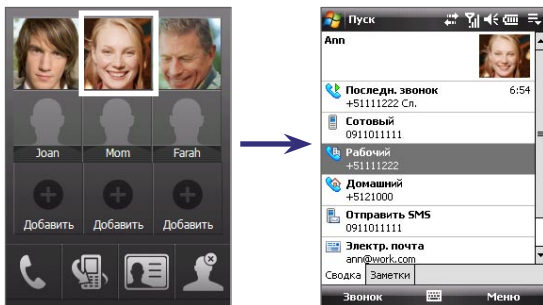 Joan Mom Farah
Добавить Добавить Добавить
Пуск
Ann
Последн. звонок 6:54
+51111222 Сл.
Сотовый
0911011111
Рабочий
+51111222
Домашний
+5121000
Отправить SMS
0911011111
Электр. почта
ann@work.com
Сводка Заметки
Звонок Меню